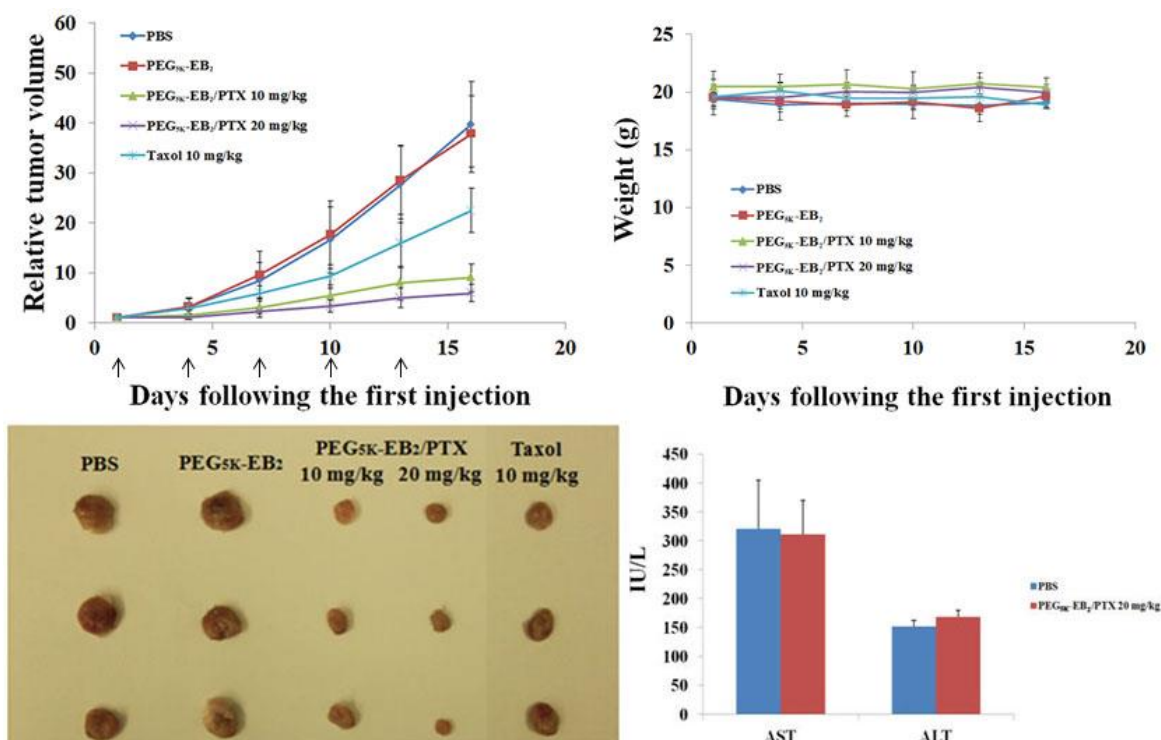 Relative tumor volume
60
50
40
30
20
10
0
PBS
PEG₅ₖ-EB₂
PEG₅ₖ-EB₂/PTX 10 mg/kg
PEG₅ₖ-EB₂/PTX 20 mg/kg
Taxol 10 mg/kg
0 5 10 15 20
Days following the first injection
Weight (g)
25
20
15
10
5
0
PBS
PEG₅ₖ-EB₂
PEG₅ₖ-EB₂/PTX 10 mg/kg
PEG₅ₖ-EB₂/PTX 20 mg/kg
Taxol 10 mg/kg
0 5 10 15 20
Days following the first injection
PBS PEG5K-EB2 PEG5K-EB2/PTX Taxol
10 mg/kg 20 mg/kg 10 mg/kg
IU/L
450
400
350
300
250
200
150
100
50
0
PBS
PEG₅ₖ-EB₂/PTX 20 mg/kg
AST ALT